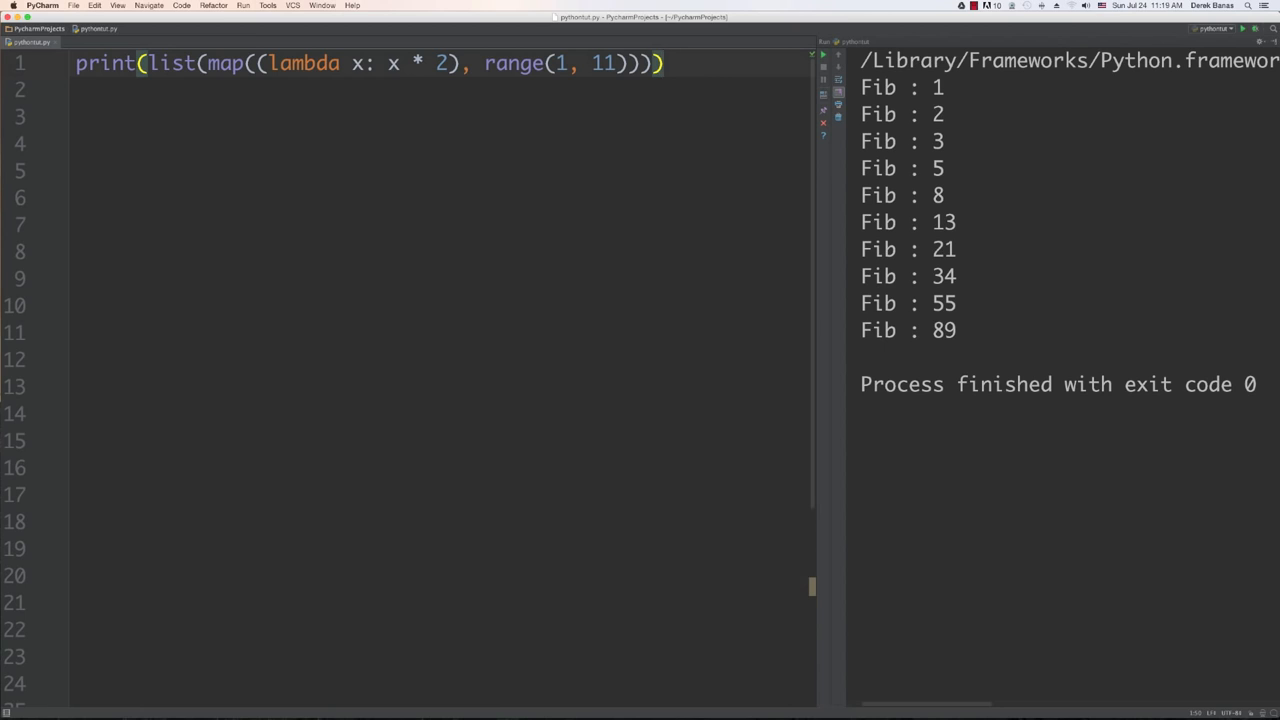 PyCharm File Edit View Navigate Code Refactor Run Tools VCS Window Help
10 Sun Jul 24 11:19 AM Derek Banas
pythontut.py - PycharmProjects - [~/PycharmProjects]
PycharmProjects pythontut.py
pythontut
pythontut.py
Run: pythontut
1 print(list(map((lambda x: x * 2), range(1, 11))))
2
3
4
5
6
7
8
9
10
11
12
13
14
15
16
17
18
19
20
21
22
23
24
/Library/Frameworks/Python.framewor
Fib : 1
Fib : 2
Fib : 3
Fib : 5
Fib : 8
Fib : 13
Fib : 21
Fib : 34
Fib : 55
Fib : 89
Process finished with exit code 0
1:50 LF≠ UTF-8≠